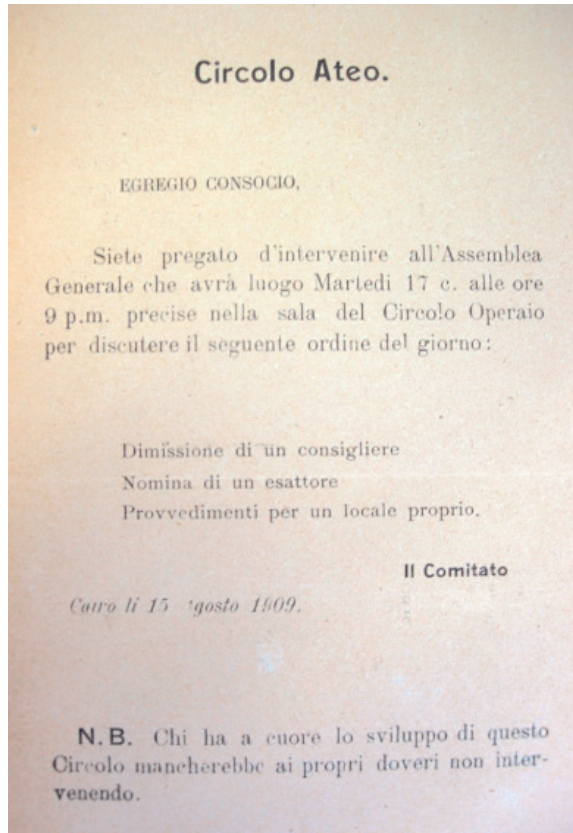 Circolo Ateo.
EGREGIO CONSOCIO,
Siete pregato d'intervenire all'Assemblea
Generale che avrà luogo Martedi 17 c. alle ore
9 p.m. precise nella sala del Circolo Operaio
per discutere il seguente ordine del giorno:
Dimissione di un consigliere
Nomina di un esattore
Provvedimenti per un locale proprio.
Il Comitato
Cairo li 15 Agosto 1909.
N.B. Chi ha a cuore lo sviluppo di questo
Circolo mancherebbe ai propri doveri non inter-
venendo.